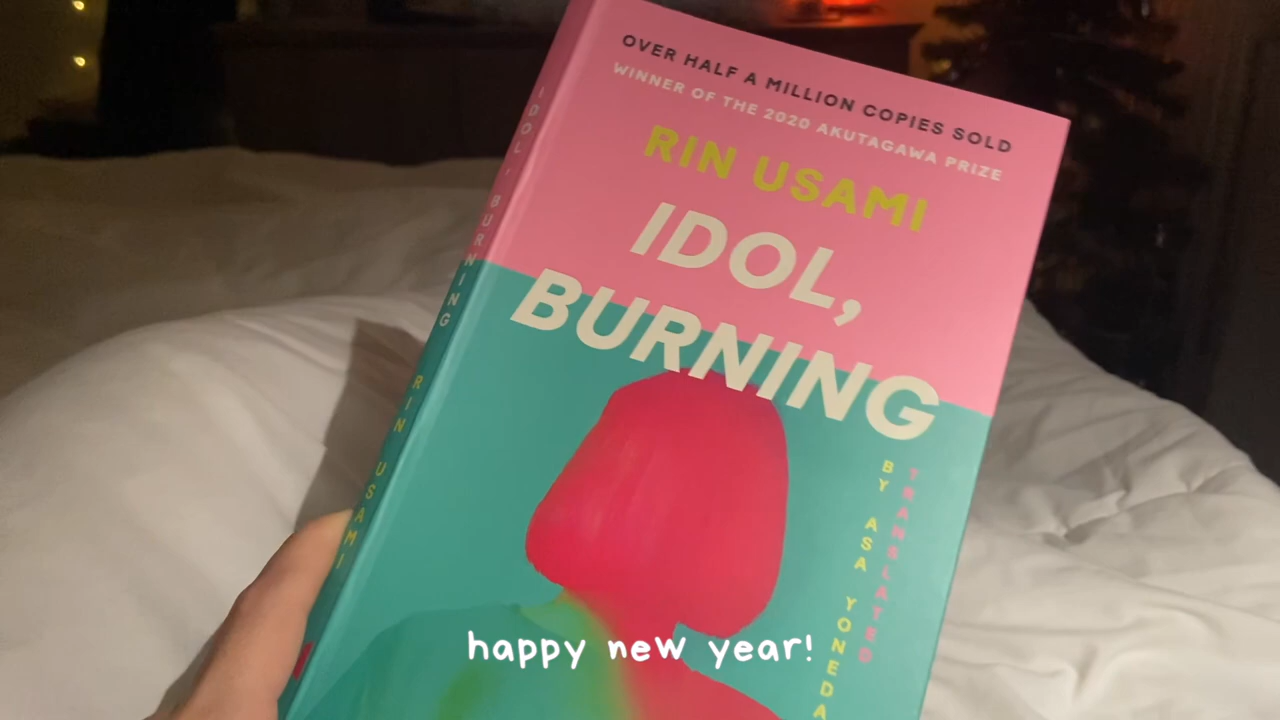 OVER HALF A MILLION COPIES SOLD
WINNER OF THE 2020 AKUTAGAWA PRIZE
RIN USAMI
IDOL,
BURNING
TRANSLATED
BY ASA YONEDA
IDOL, BURNING RIN USAMI
happy new year!